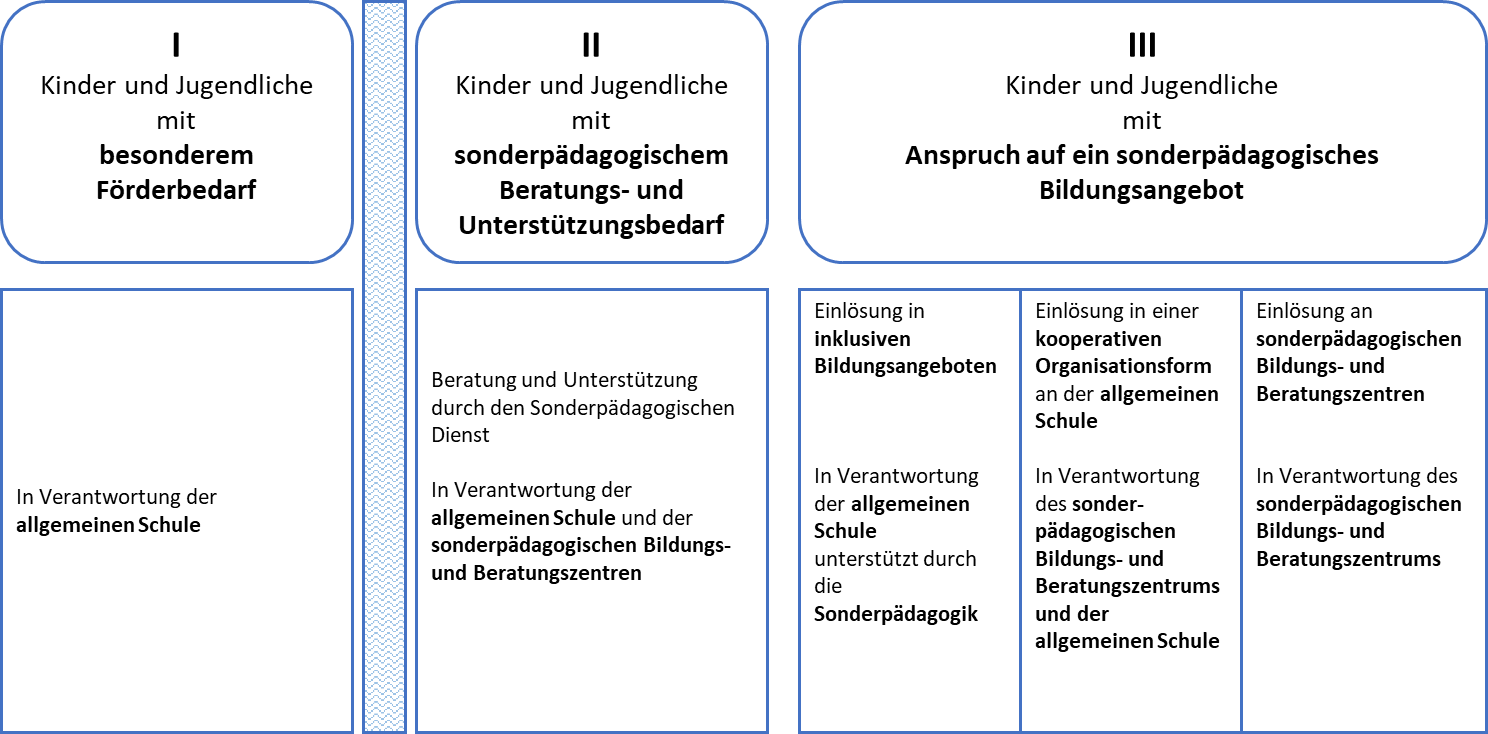 I
Kinder und Jugendliche
mit
besonderem
Förderbedarf
II
Kinder und Jugendliche
mit
sonderpädagogischem
Beratungs- und
Unterstützungsbedarf
III
Kinder und Jugendliche
mit
Anspruch auf ein sonderpädagogisches
Bildungsangebot
In Verantwortung der
allgemeinen Schule
Beratung und Unterstützung
durch den Sonderpädagogischen
Dienst
In Verantwortung der
allgemeinen Schule und der
sonderpädagogischen Bildungs-
und Beratungszentren
Einlösung in
inklusiven
Bildungsangeboten
In Verantwortung
der allgemeinen
Schule
unterstützt durch
die
Sonderpädagogik
Einlösung in einer
kooperativen
Organisationsform
an der allgemeinen
Schule
In Verantwortung
des sonder-
pädagogischen
Bildungs- und
Beratungszentrums
und der
allgemeinen Schule
Einlösung an
sonderpädagogischen
Bildungs- und
Beratungszentren
In Verantwortung des
sonderpädagogischen
Bildungs- und
Beratungszentrums